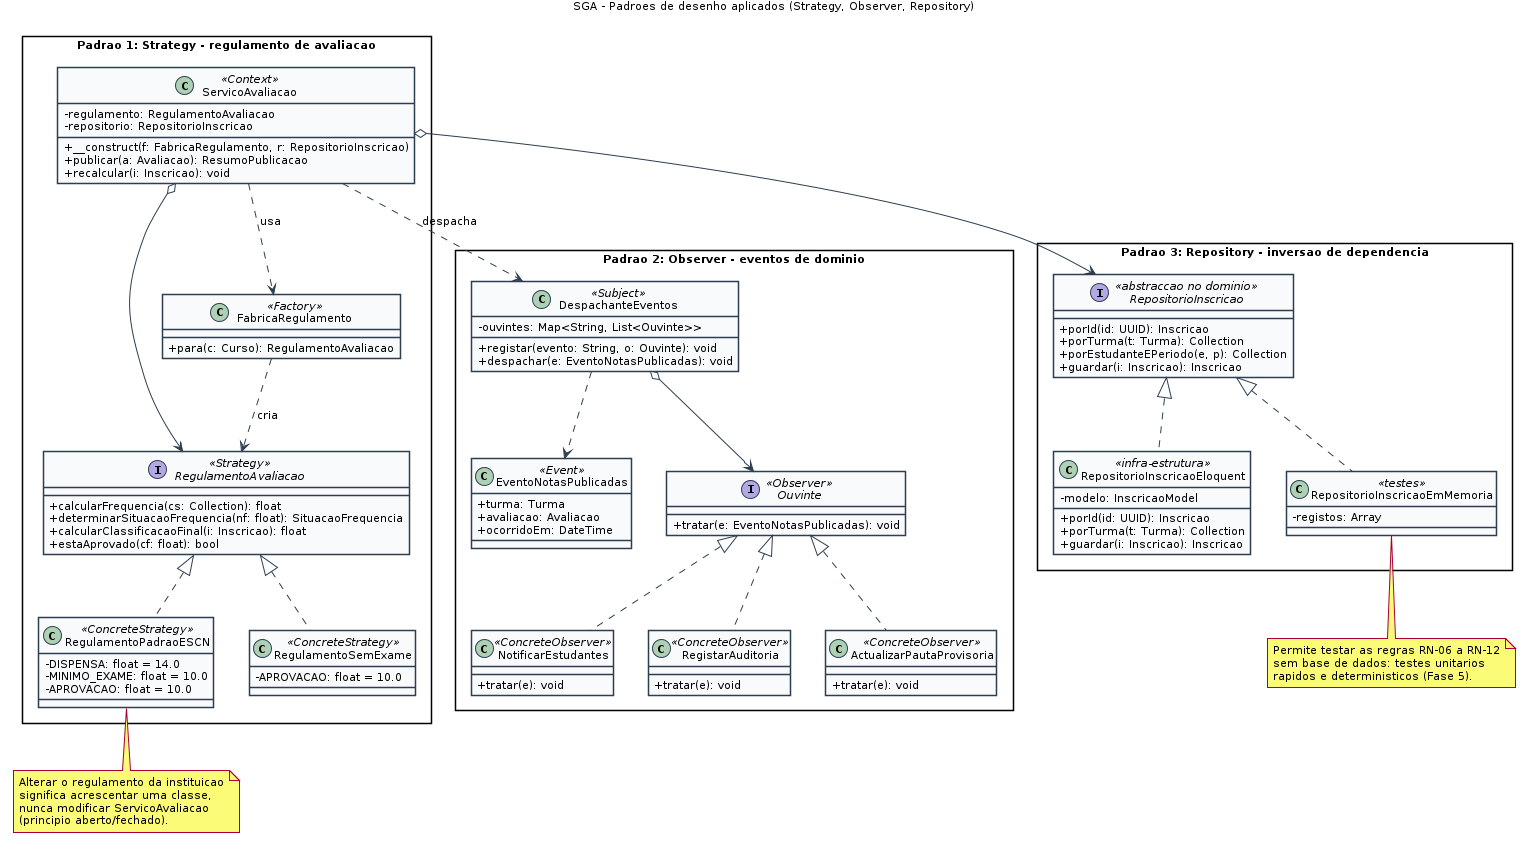 SGA - Padroes de desenho aplicados (Strategy, Observer, Repository)
Padrao 1: Strategy - regulamento de avaliacao
C
«Context»
ServicoAvaliacao
-regulamento: RegulamentoAvaliacao
-repositorio: RepositorioInscricao
+__construct(f: FabricaRegulamento, r: RepositorioInscricao)
+publicar(a: Avaliacao): ResumoPublicacao
+recalcular(i: Inscricao): void
usa
despacha
C
«Factory»
FabricaRegulamento
+para(c: Curso): RegulamentoAvaliacao
cria
I
«Strategy»
RegulamentoAvaliacao
+calcularFrequencia(cs: Collection): float
+determinarSituacaoFrequencia(nf: float): SituacaoFrequencia
+calcularClassificacaoFinal(i: Inscricao): float
+estaAprovado(cf: float): bool
C
«ConcreteStrategy»
RegulamentoPadraoESCN
-DISPENSA: float = 14.0
-MINIMO_EXAME: float = 10.0
-APROVACAO: float = 10.0
C
«ConcreteStrategy»
RegulamentoSemExame
-APROVACAO: float = 10.0
Alterar o regulamento da instituicao
significa acrescentar uma classe,
nunca modificar ServicoAvaliacao
(principio aberto/fechado).
Padrao 2: Observer - eventos de dominio
C
«Subject»
DespachanteEventos
-ouvintes: Map<String, List<Ouvinte>>
+registar(evento: String, o: Ouvinte): void
+despachar(e: EventoNotasPublicadas): void
C
«Event»
EventoNotasPublicadas
+turma: Turma
+avaliacao: Avaliacao
+ocorridoEm: DateTime
I
«Observer»
Ouvinte
+tratar(e: EventoNotasPublicadas): void
C
«ConcreteObserver»
NotificarEstudantes
+tratar(e): void
C
«ConcreteObserver»
RegistarAuditoria
+tratar(e): void
C
«ConcreteObserver»
ActualizarPautaProvisoria
+tratar(e): void
Padrao 3: Repository - inversao de dependencia
I
«abstraccao no dominio»
RepositorioInscricao
+porId(id: UUID): Inscricao
+porTurma(t: Turma): Collection
+porEstudanteEPeriodo(e, p): Collection
+guardar(i: Inscricao): Inscricao
C
«infra-estrutura»
RepositorioInscricaoEloquent
-modelo: InscricaoModel
+porId(id: UUID): Inscricao
+porTurma(t: Turma): Collection
+guardar(i: Inscricao): Inscricao
C
«testes»
RepositorioInscricaoEmMemoria
-registos: Array
Permite testar as regras RN-06 a RN-12
sem base de dados: testes unitarios
rapidos e deterministicos (Fase 5).